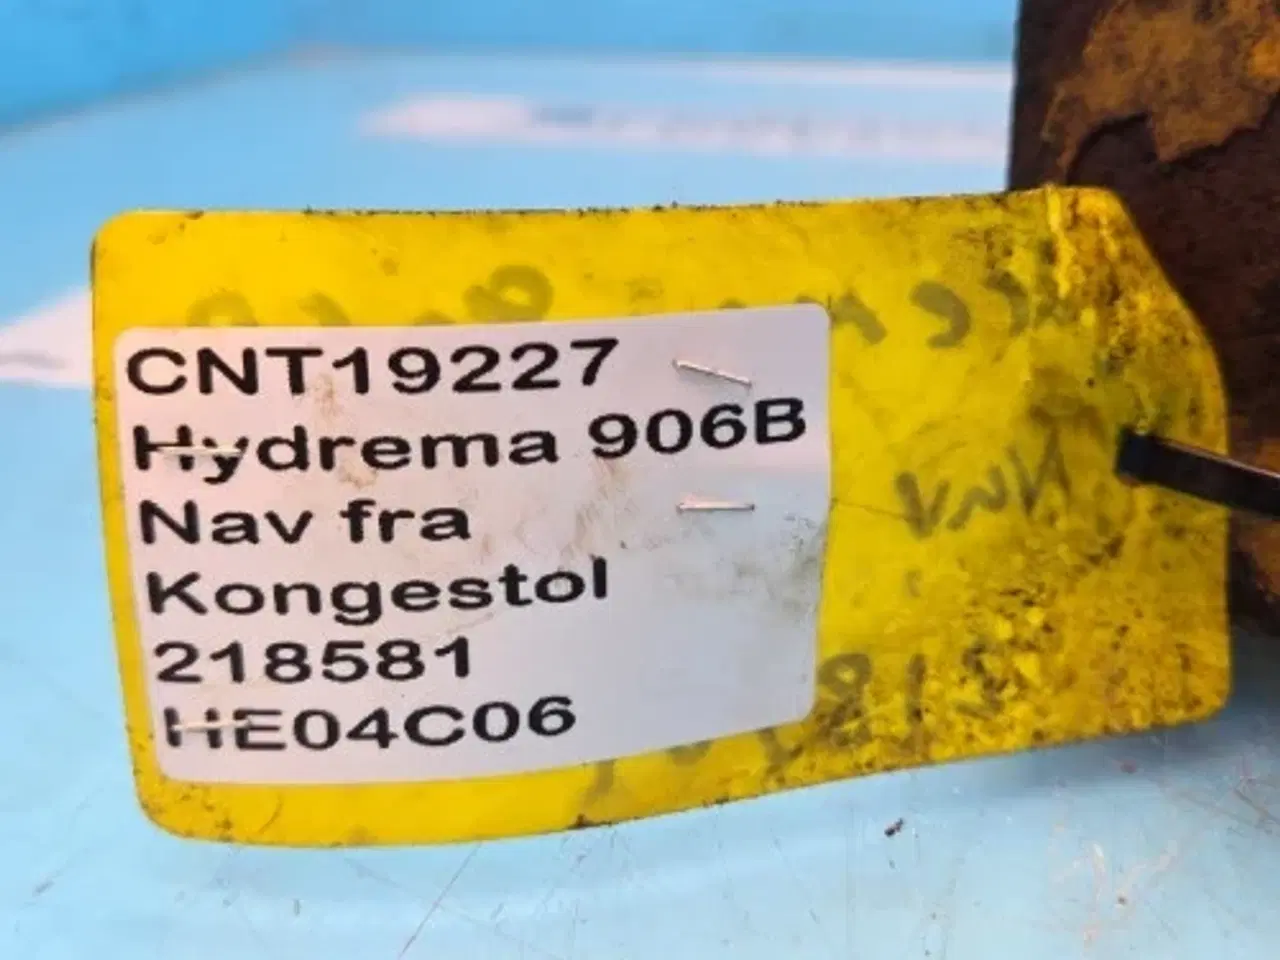 CNT19227
Hydrema 906B
Nav fra
Kongestol
218581
HE04C06